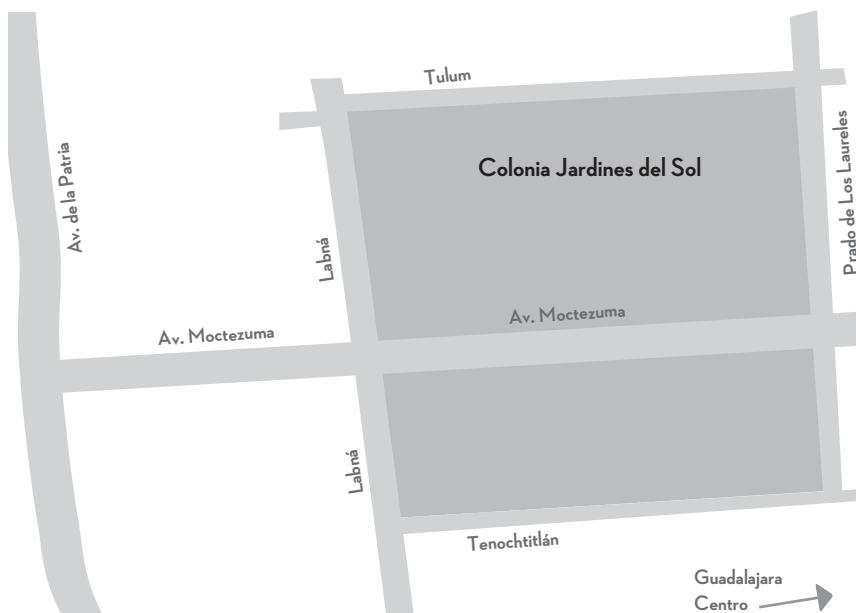 Tulum
Colonia Jardines del Sol
Av. de la Patria
Prado de Los Laureles
Labná
Av. Moctezuma
Av. Moctezuma
Labná
Tenochtitlán
Guadalajara
Centro